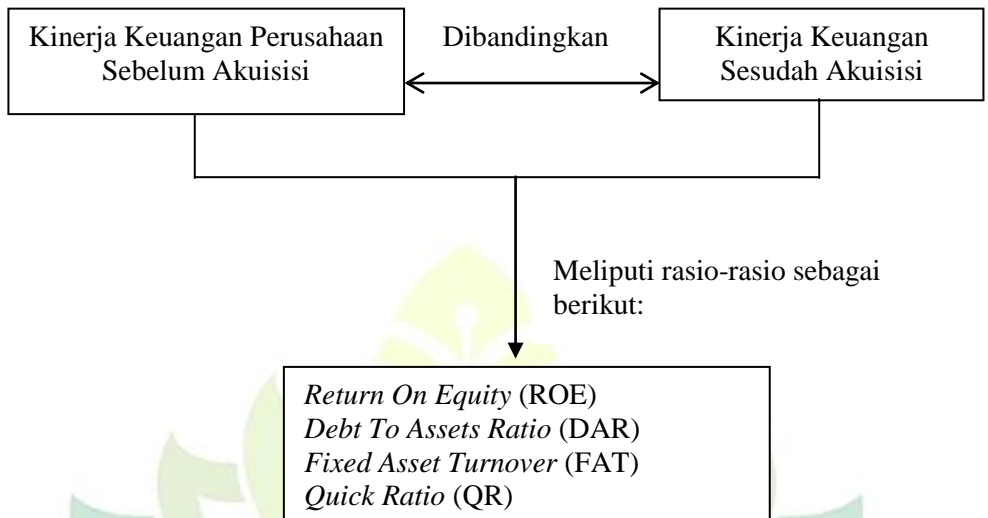 Kinerja Keuangan Perusahaan
Sebelum Akuisisi
Dibandingkan
Kinerja Keuangan
Sesudah Akuisisi
Meliputi rasio-rasio sebagai
berikut:
Return On Equity (ROE)
Debt To Assets Ratio (DAR)
Fixed Asset Turnover (FAT)
Quick Ratio (QR)